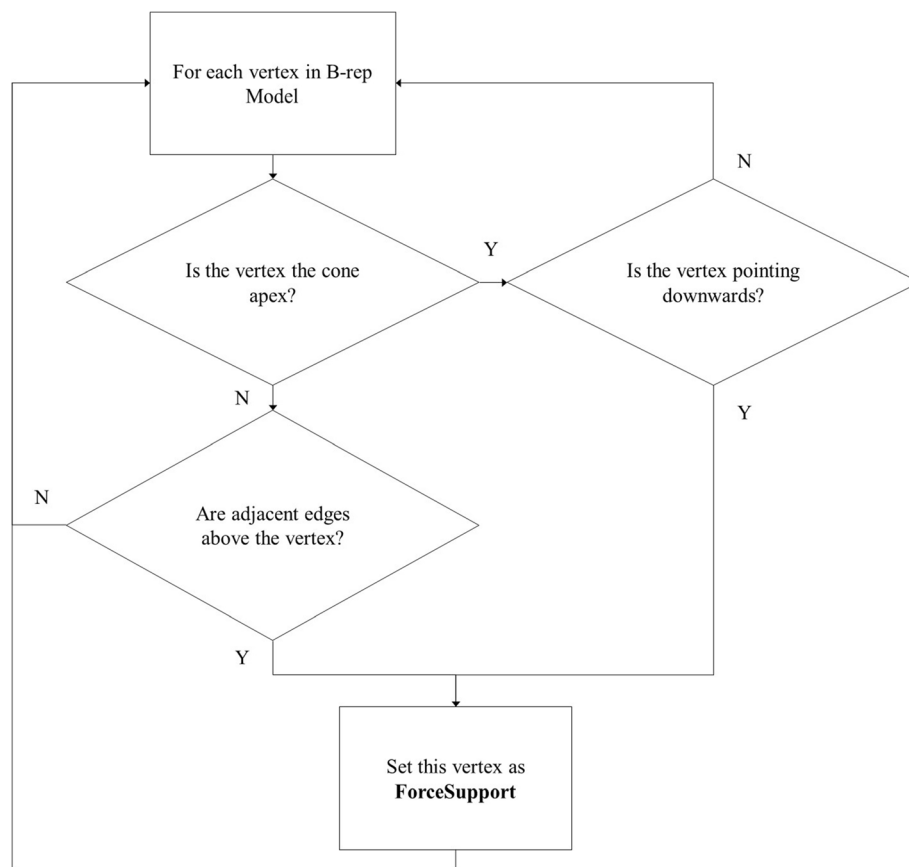 For each vertex in B-rep
Model
N
Y
Is the vertex the cone
apex?
Is the vertex pointing
downwards?
N
Y
N
Are adjacent edges
above the vertex?
Y
Set this vertex as
ForceSupport